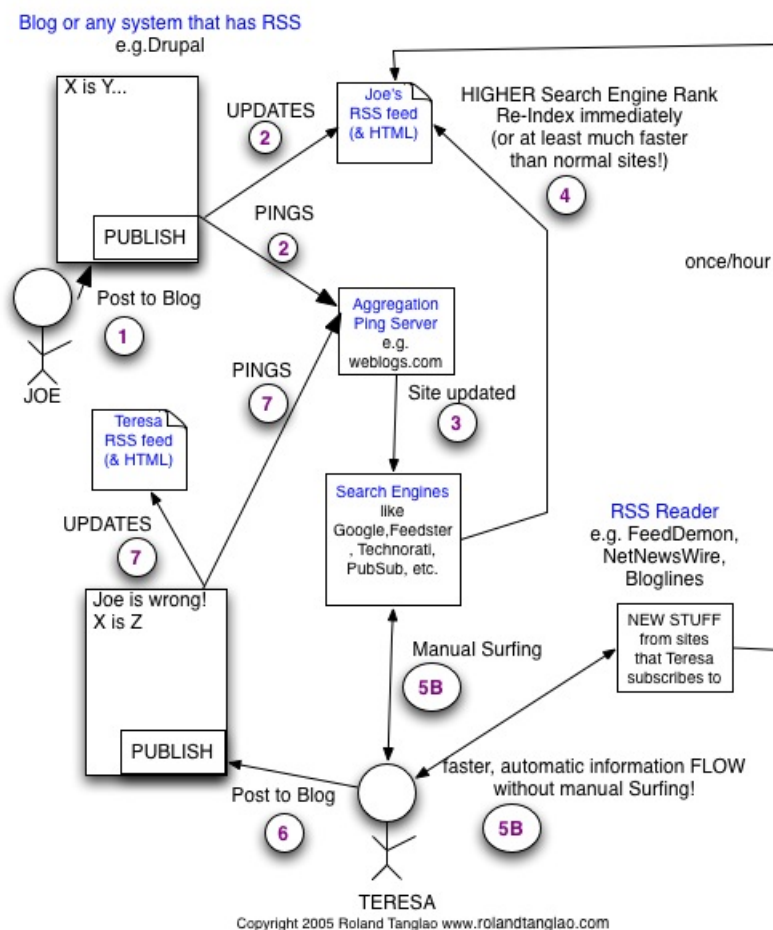 Blog or any system that has RSS
e.g.Drupal
X is Y...
PUBLISH
JOE
Post to Blog
1
UPDATES
2
Joe's
RSS feed
(& HTML)
PINGS
2
Aggregation
Ping Server
e.g.
weblogs.com
Site updated
3
HIGHER Search Engine Rank
Re-Index immediately
(or at least much faster
than normal sites!)
4
once/hour
Search Engines
like
Google,Feedster
, Technorati,
PubSub, etc.
PINGS
7
Teresa
RSS feed
(& HTML)
UPDATES
7
Joe is wrong!
X is Z
PUBLISH
Post to Blog
6
Manual Surfing
5B
RSS Reader
e.g. FeedDemon,
NetNewsWire,
Bloglines
NEW STUFF
from sites
that Teresa
subscribes to
faster, automatic information FLOW
without manual Surfing!
5B
TERESA
Copyright 2005 Roland Tanglao www.rolandtanglao.com